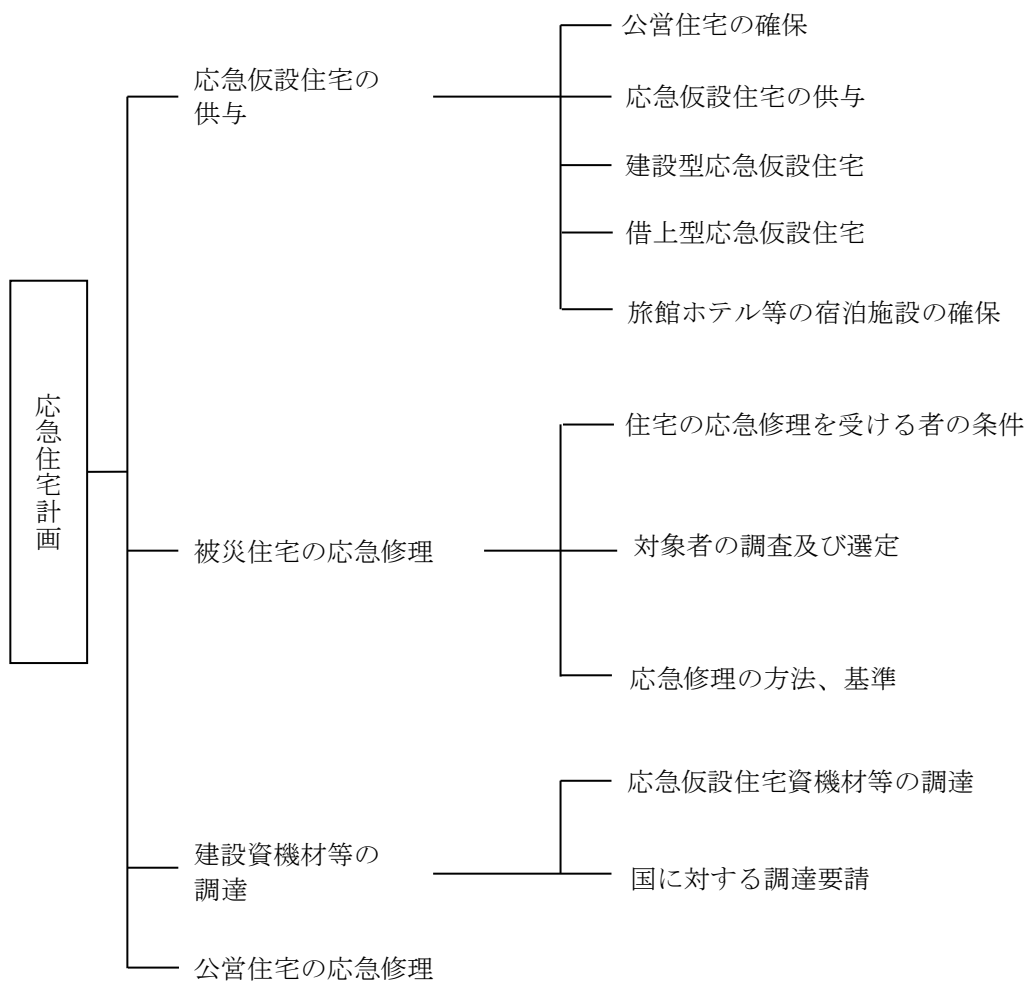 応急住宅計画
応急仮設住宅の
供与
公営住宅の確保
応急仮設住宅の供与
建設型応急仮設住宅
借上型応急仮設住宅
旅館ホテル等の宿泊施設の確保
被災住宅の応急修理
住宅の応急修理を受ける者の条件
対象者の調査及び選定
応急修理の方法、基準
建設資機材等の
調達
応急仮設住宅資機材等の調達
国に対する調達要請
公営住宅の応急修理